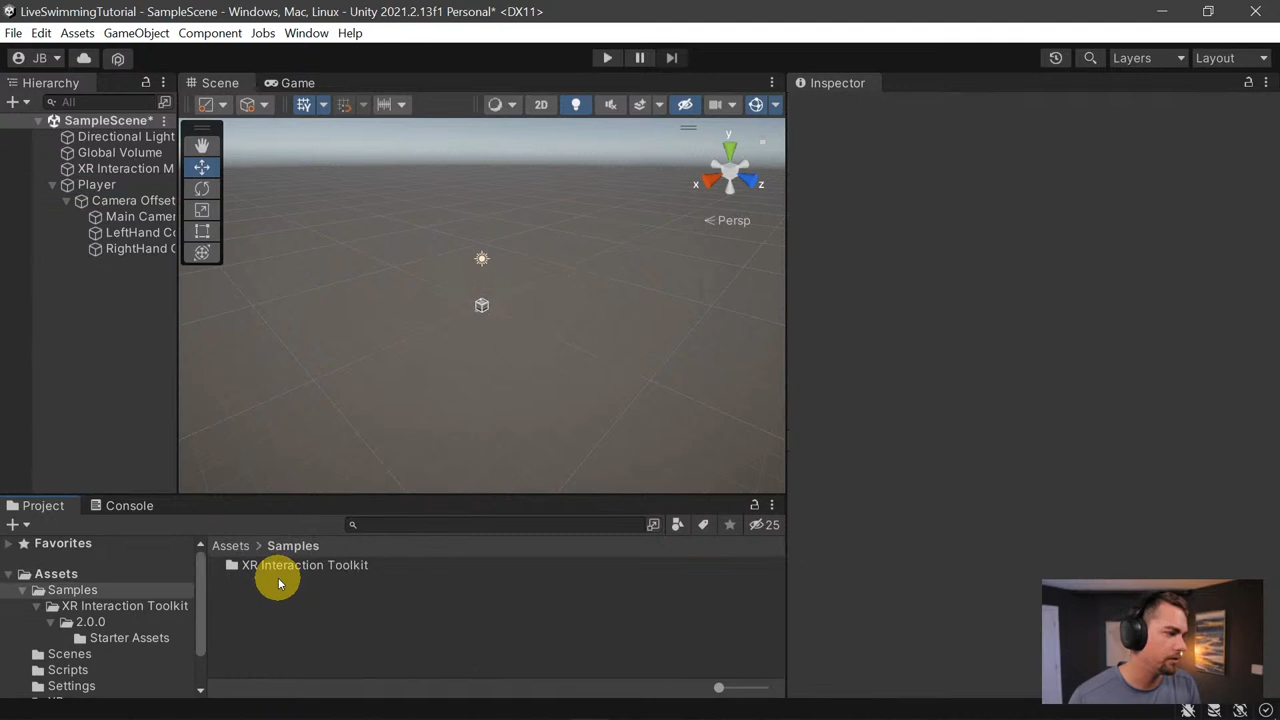 LiveSwimmingTutorial - SampleScene - Windows, Mac, Linux - Unity 2021.2.13f1 Personal* <DX11>
File Edit Assets GameObject Component Jobs Window Help
JB Layers Layout
Hierarchy
All
SampleScene*
Directional Light
Global Volume
XR Interaction M
Player
Camera Offset
Main Came
LeftHand Co
RightHand C
Scene Game
2D
y
x
z
Persp
Inspector
Project Console
25
Favorites
Assets
Samples
XR Interaction Toolkit
2.0.0
Starter Assets
Scenes
Scripts
Settings
Assets > Samples
XR Interaction Toolkit